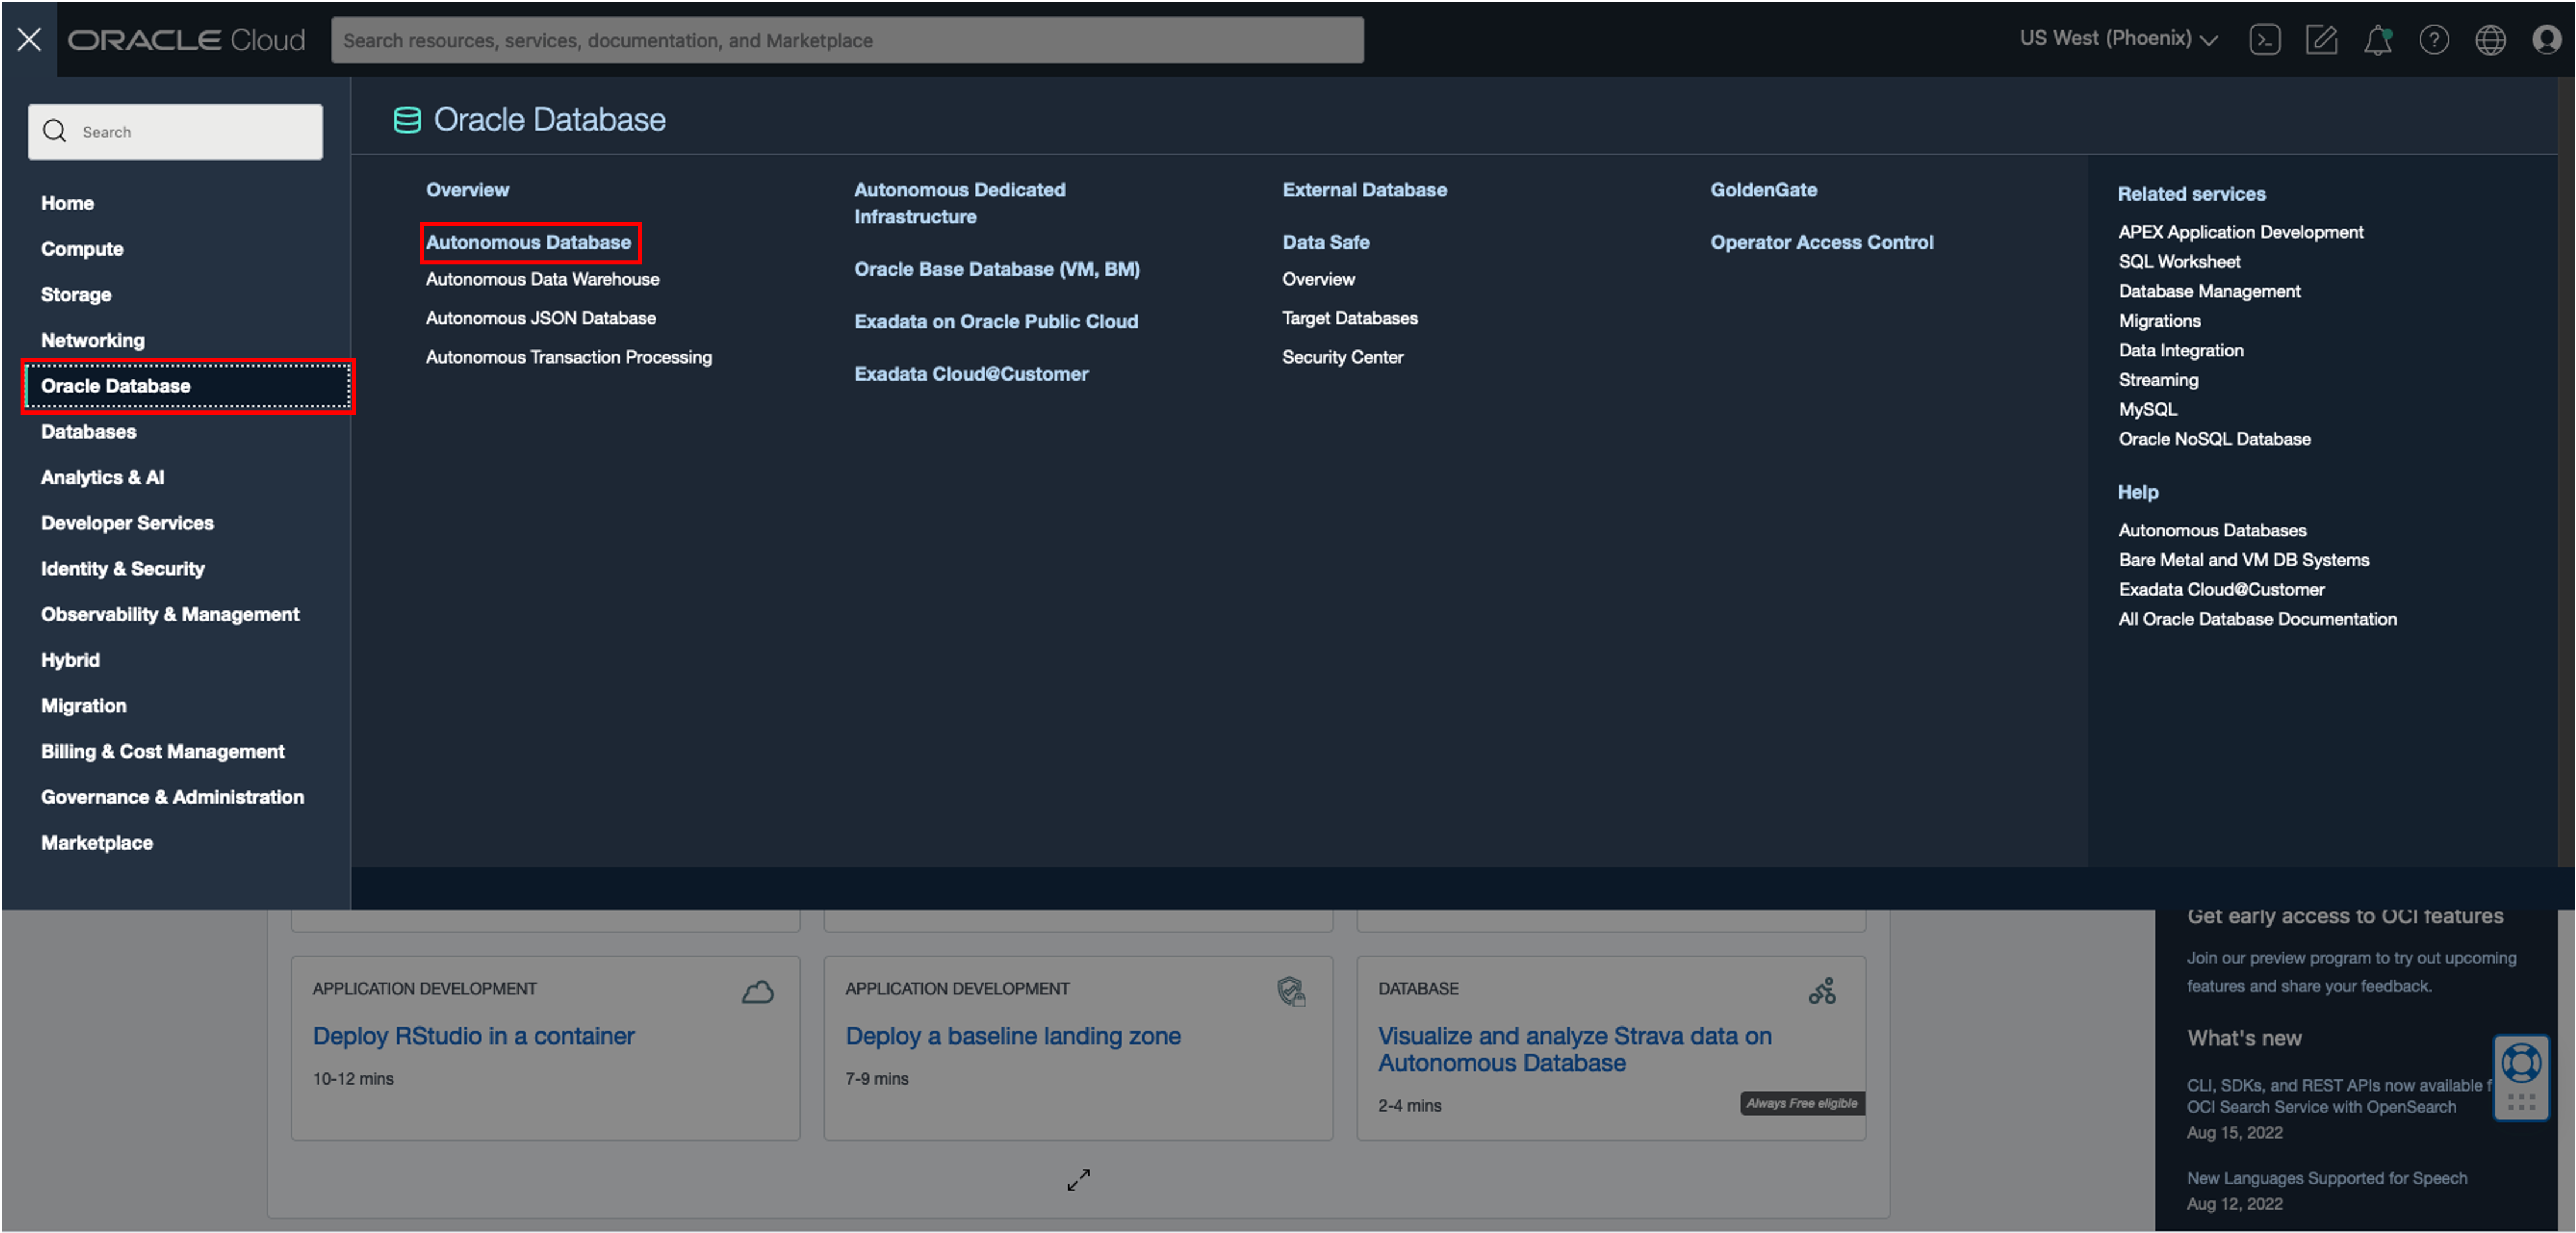 ORACLE Cloud
Search resources, services, documentation, and Marketplace
US West (Phoenix)
Search
Home
Compute
Storage
Networking
Oracle Database
Databases
Analytics & AI
Developer Services
Identity & Security
Observability & Management
Hybrid
Migration
Billing & Cost Management
Governance & Administration
Marketplace
Oracle Database
Overview
Autonomous Database
Autonomous Data Warehouse
Autonomous JSON Database
Autonomous Transaction Processing
Autonomous Dedicated
Infrastructure
Oracle Base Database (VM, BM)
Exadata on Oracle Public Cloud
Exadata Cloud@Customer
External Database
Data Safe
Overview
Target Databases
Security Center
GoldenGate
Operator Access Control
Related services
APEX Application Development
SQL Worksheet
Database Management
Migrations
Data Integration
Streaming
MySQL
Oracle NoSQL Database
Help
Autonomous Databases
Bare Metal and VM DB Systems
Exadata Cloud@Customer
All Oracle Database Documentation
APPLICATION DEVELOPMENT
Deploy RStudio in a container
10-12 mins
APPLICATION DEVELOPMENT
Deploy a baseline landing zone
7-9 mins
DATABASE
Visualize and analyze Strava data on
Autonomous Database
2-4 mins
Always Free eligible
Get early access to OCI features
Join our preview program to try out upcoming
features and share your feedback.
What's new
CLI, SDKs, and REST APIs now available f
OCI Search Service with OpenSearch
Aug 15, 2022
New Languages Supported for Speech
Aug 12, 2022